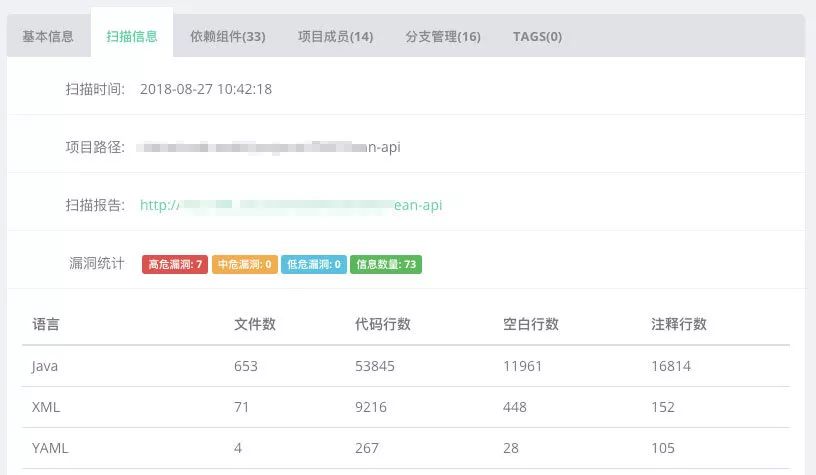 基本信息 扫描信息 依赖组件(33) 项目成员(14) 分支管理(16) TAGS(0)
扫描时间: 2018-08-27 10:42:18
项目路径: an-api
扫描报告: http:/ ean-api
漏洞统计 高危漏洞: 7 中危漏洞: 0 低危漏洞: 0 信息数量: 73
语言 文件数 代码行数 空白行数 注释行数
Java 653 53845 11961 16814
XML 71 9216 448 152
YAML 4 267 28 105